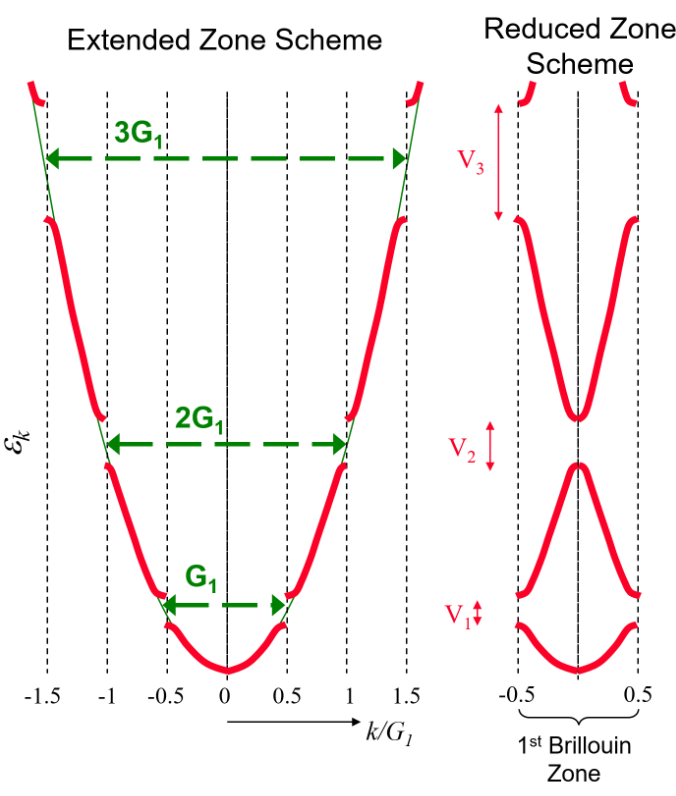 Extended Zone Scheme
Reduced Zone
Scheme
3G₁
2G₁
G₁
εₖ
V₃
V₂
V₁
-1.5 -1 -0.5 0 0.5 1 1.5
k/G₁
-0.5 0.5
1ˢᵗ Brillouin
Zone